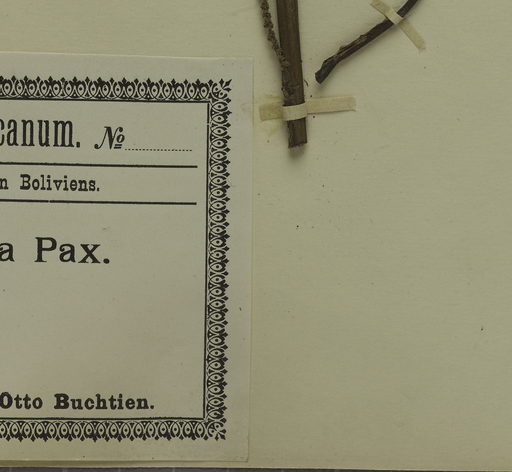 canum. №
n Boliviens.
a Pax.
Otto Buchtien.